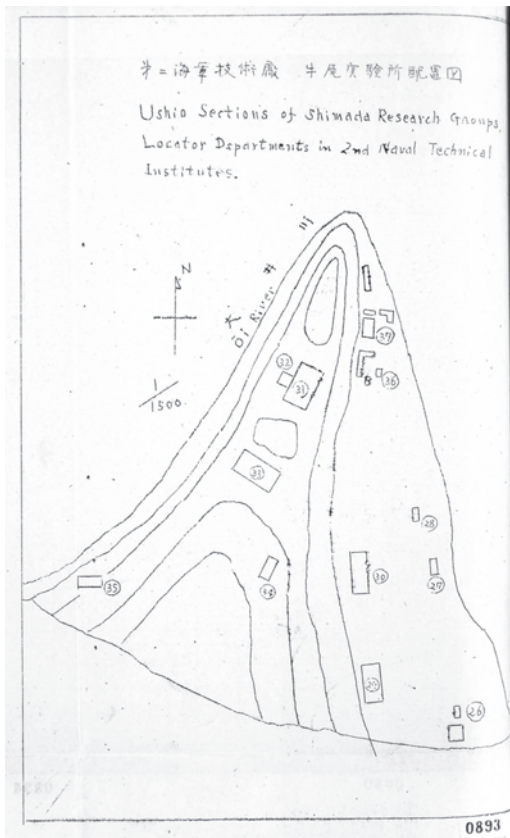 第二海軍技術廠 牛尾実験所配置図
Ushio Sections of Shimada Research Groups,
Locator Departments in 2nd Naval Technical
Institutes.
N
大井川
Ōi River
1/1500
37
36
32
31
33
28
27
30
34
35
29
26
0893